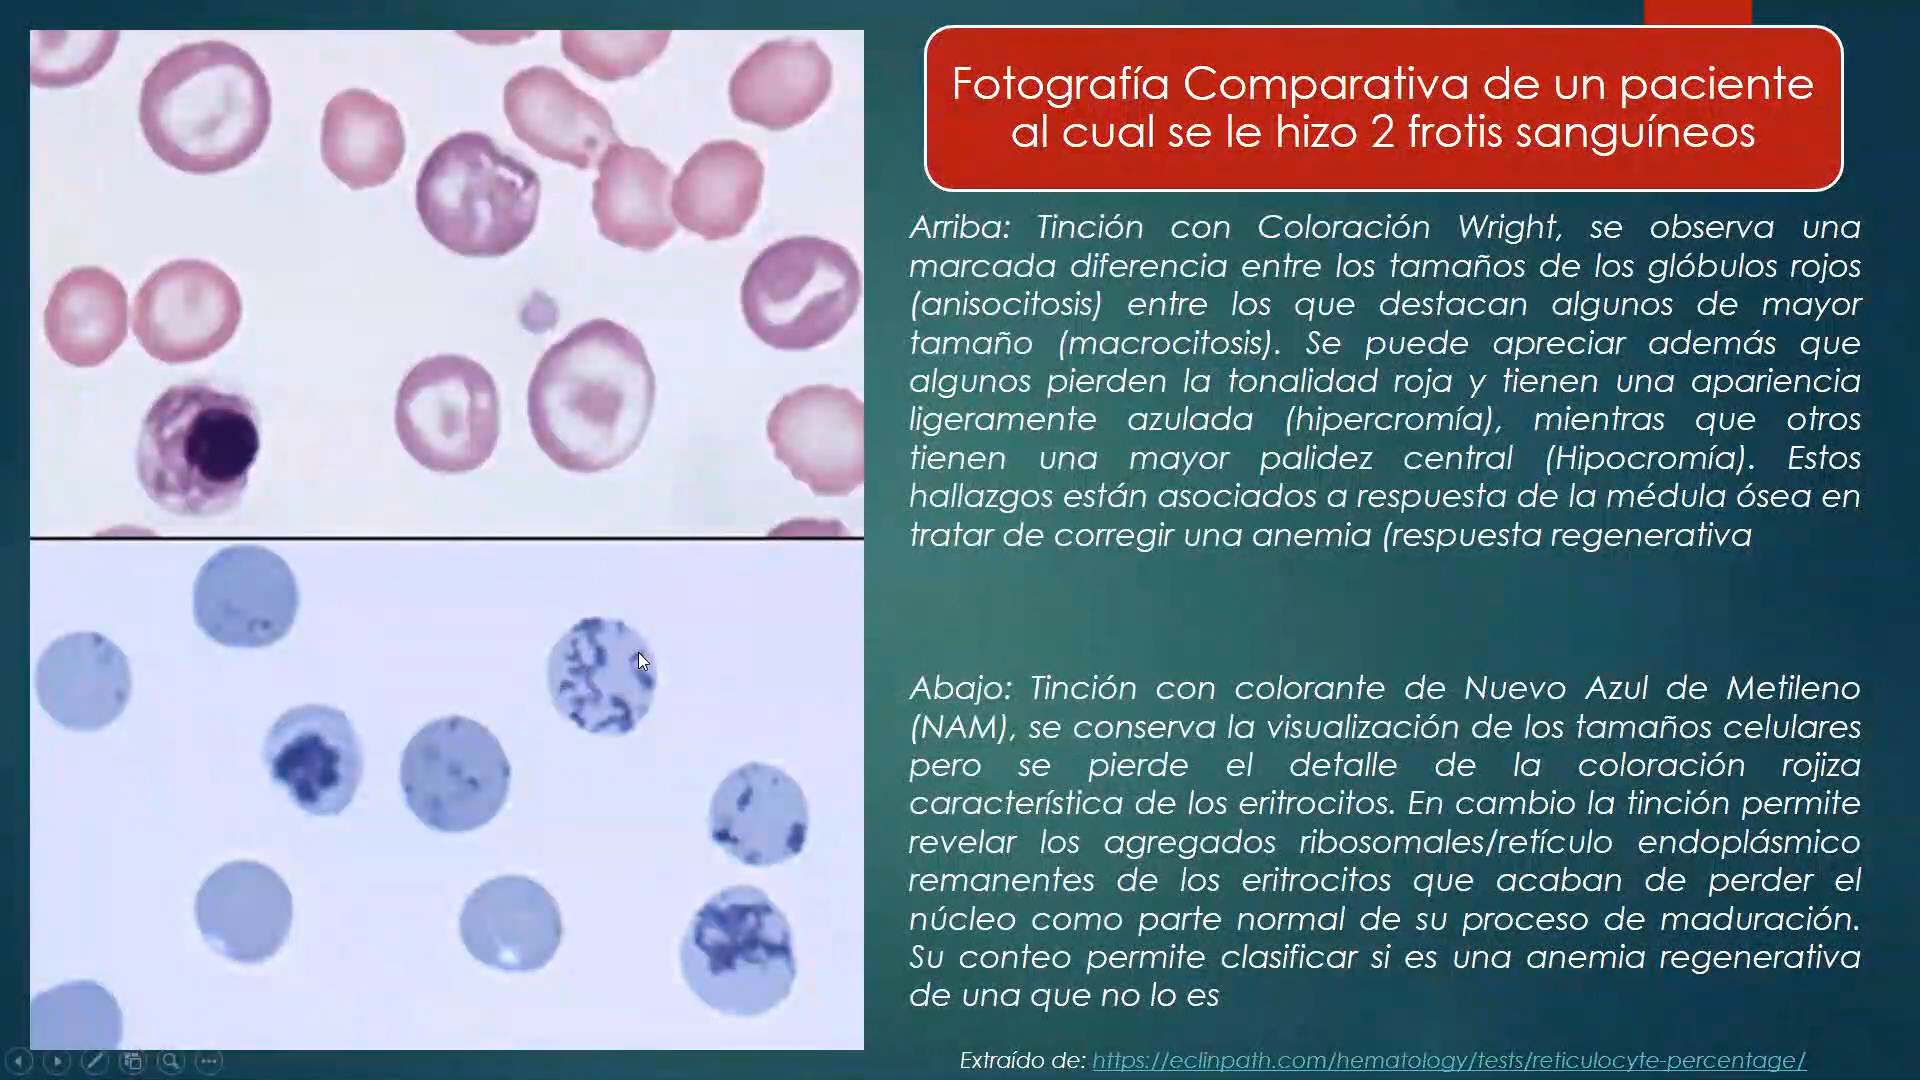 Fotografía Comparativa de un paciente
al cual se le hizo 2 frotis sanguíneos
Arriba: Tinción con Coloración Wright, se observa una
marcada diferencia entre los tamaños de los glóbulos rojos
(anisocitosis) entre los que destacan algunos de mayor
tamaño (macrocitosis). Se puede apreciar además que
algunos pierden la tonalidad roja y tienen una apariencia
ligeramente azulada (hipercromía), mientras que otros
tienen una mayor palidez central (Hipocromía). Estos
hallazgos están asociados a respuesta de la médula ósea en
tratar de corregir una anemia (respuesta regenerativa
Abajo: Tinción con colorante de Nuevo Azul de Metileno
(NAM), se conserva la visualización de los tamaños celulares
pero se pierde el detalle de la coloración rojiza
característica de los eritrocitos. En cambio la tinción permite
revelar los agregados ribosomales/retículo endoplásmico
remanentes de los eritrocitos que acaban de perder el
núcleo como parte normal de su proceso de maduración.
Su conteo permite clasificar si es una anemia regenerativa
de una que no lo es
Extraído de: https://eclinpath.com/hematology/tests/reticulocyte-percentage/